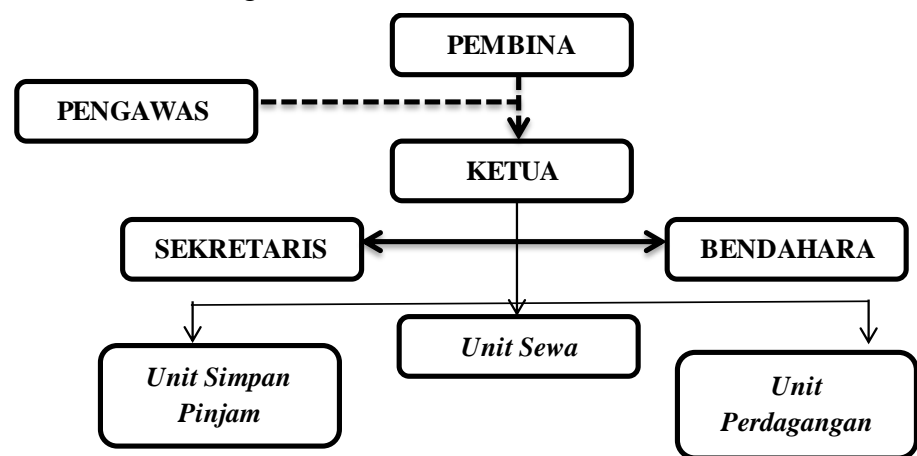 PEMBINA
PENGAWAS
KETUA
SEKRETARIS
BENDAHARA
Unit Simpan
Pinjam
Unit Sewa
Unit
Perdagangan